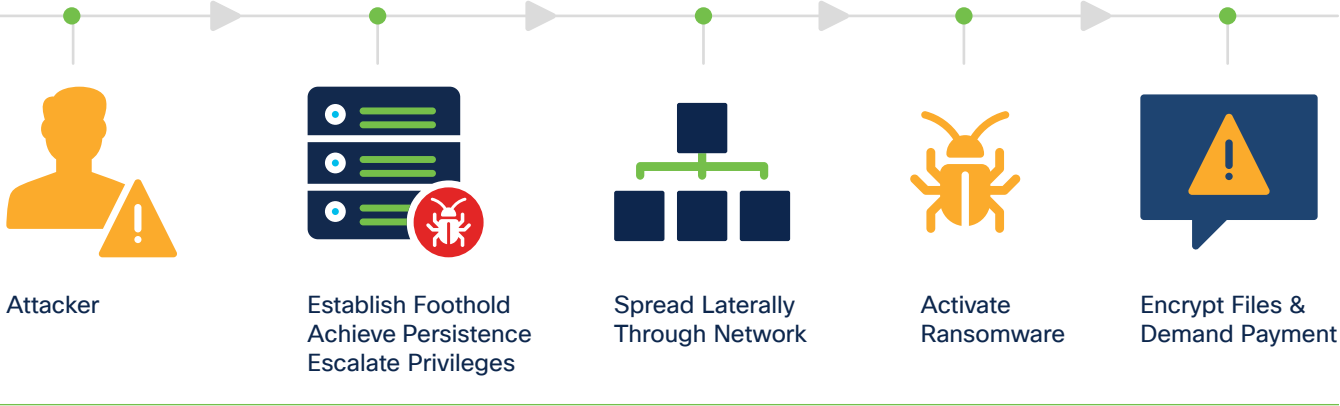 Attacker
Establish Foothold
Achieve Persistence
Escalate Privileges
Spread Laterally
Through Network
Activate
Ransomware
Encrypt Files &
Demand Payment